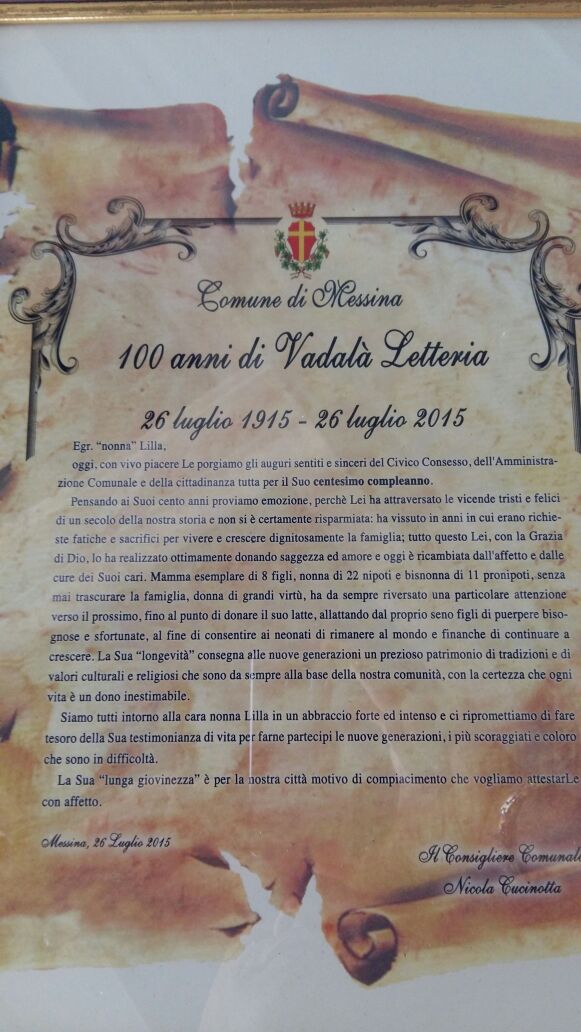 Comune di Messina
100 anni di Vadalà Letteria
26 luglio 1915 - 26 luglio 2015
Egr. "nonna" Lilla,
oggi, con vivo piacere Le porgiamo gli auguri sentiti e sinceri del Civico Consesso, dell'Amministra-
zione Comunale e della cittadinanza tutta per il Suo centesimo compleanno.
Pensando ai Suoi cento anni proviamo emozione, perchè Lei ha attraversato le vicende tristi e felici
di un secolo della nostra storia e non si è certamente risparmiata: ha vissuto in anni in cui erano richie-
ste fatiche e sacrifici per vivere e crescere dignitosamente la famiglia; tutto questo Lei, con la Grazia
di Dio, lo ha realizzato ottimamente donando saggezza ed amore e oggi è ricambiata dall'affetto e dalle
cure dei Suoi cari. Mamma esemplare di 8 figli, nonna di 22 nipoti e bisnonna di 11 pronipoti, senza
mai trascurare la famiglia, donna di grandi virtù, ha da sempre riversato una particolare attenzione
verso il prossimo, fino al punto di donare il suo latte, allattando dal proprio seno figli di puerpere biso-
gnose e sfortunate, al fine di consentire ai neonati di rimanere al mondo e finanche di continuare a
crescere. La Sua "longevità" consegna alle nuove generazioni un prezioso patrimonio di tradizioni e di
valori culturali e religiosi che sono da sempre alla base della nostra comunità, con la certezza che ogni
vita è un dono inestimabile.
Siamo tutti intorno alla cara nonna Lilla in un abbraccio forte ed intenso e ci ripromettiamo di fare
tesoro della Sua testimonianza di vita per farne partecipi le nuove generazioni, i più scoraggiati e coloro
che sono in difficoltà.
La Sua "lunga giovinezza" è per la nostra città motivo di compiacimento che vogliamo attestarLe
con affetto.
Messina, 26 Luglio 2015
Il Consigliere Comunale
Nicola Cucinotta